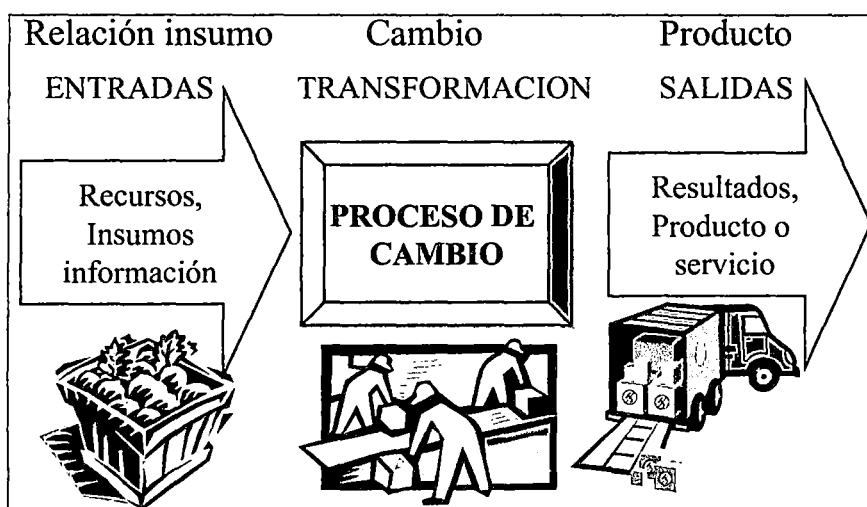 Relación insumo
Cambio
Producto
ENTRADAS
TRANSFORMACION
SALIDAS
Recursos,
Insumos
información
PROCESO DE
CAMBIO
Resultados,
Producto o
servicio